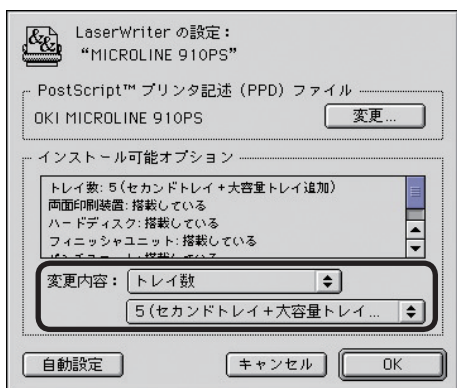 LaserWriter の設定：
“MICROLINE 910PS”
PostScript™ プリンタ記述（PPD）ファイル
OKI MICROLINE 910PS
変更...
インストール可能オプション
トレイ数: 5（セカンドトレイ+大容量トレイ追加）
両面印刷装置: 搭載している
ハードディスク: 搭載している
フィニッシャユニット: 搭載している
変更内容：
トレイ数
5（セカンドトレイ+大容量トレイ...
自動設定
キャンセル
OK